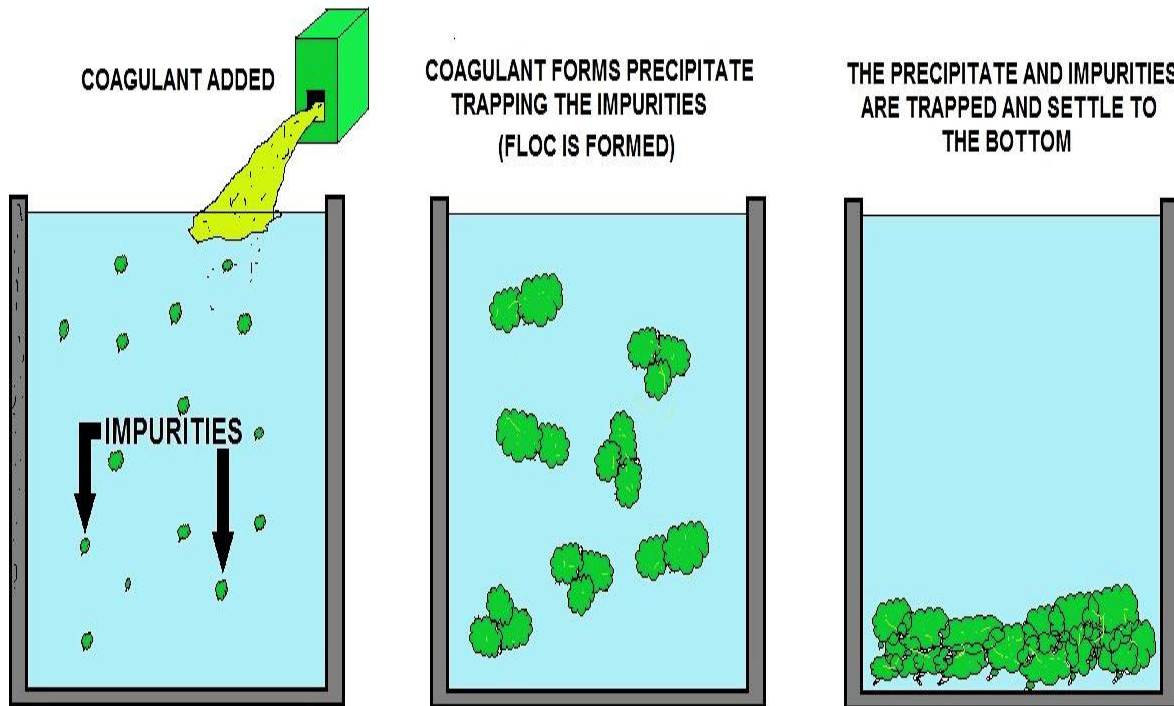 COAGULANT ADDED
COAGULANT FORMS PRECIPITATE
TRAPPING THE IMPURITIES
(FLOC IS FORMED)
THE PRECIPITATE AND IMPURITIES
ARE TRAPPED AND SETTLE TO
THE BOTTOM
IMPURITIES